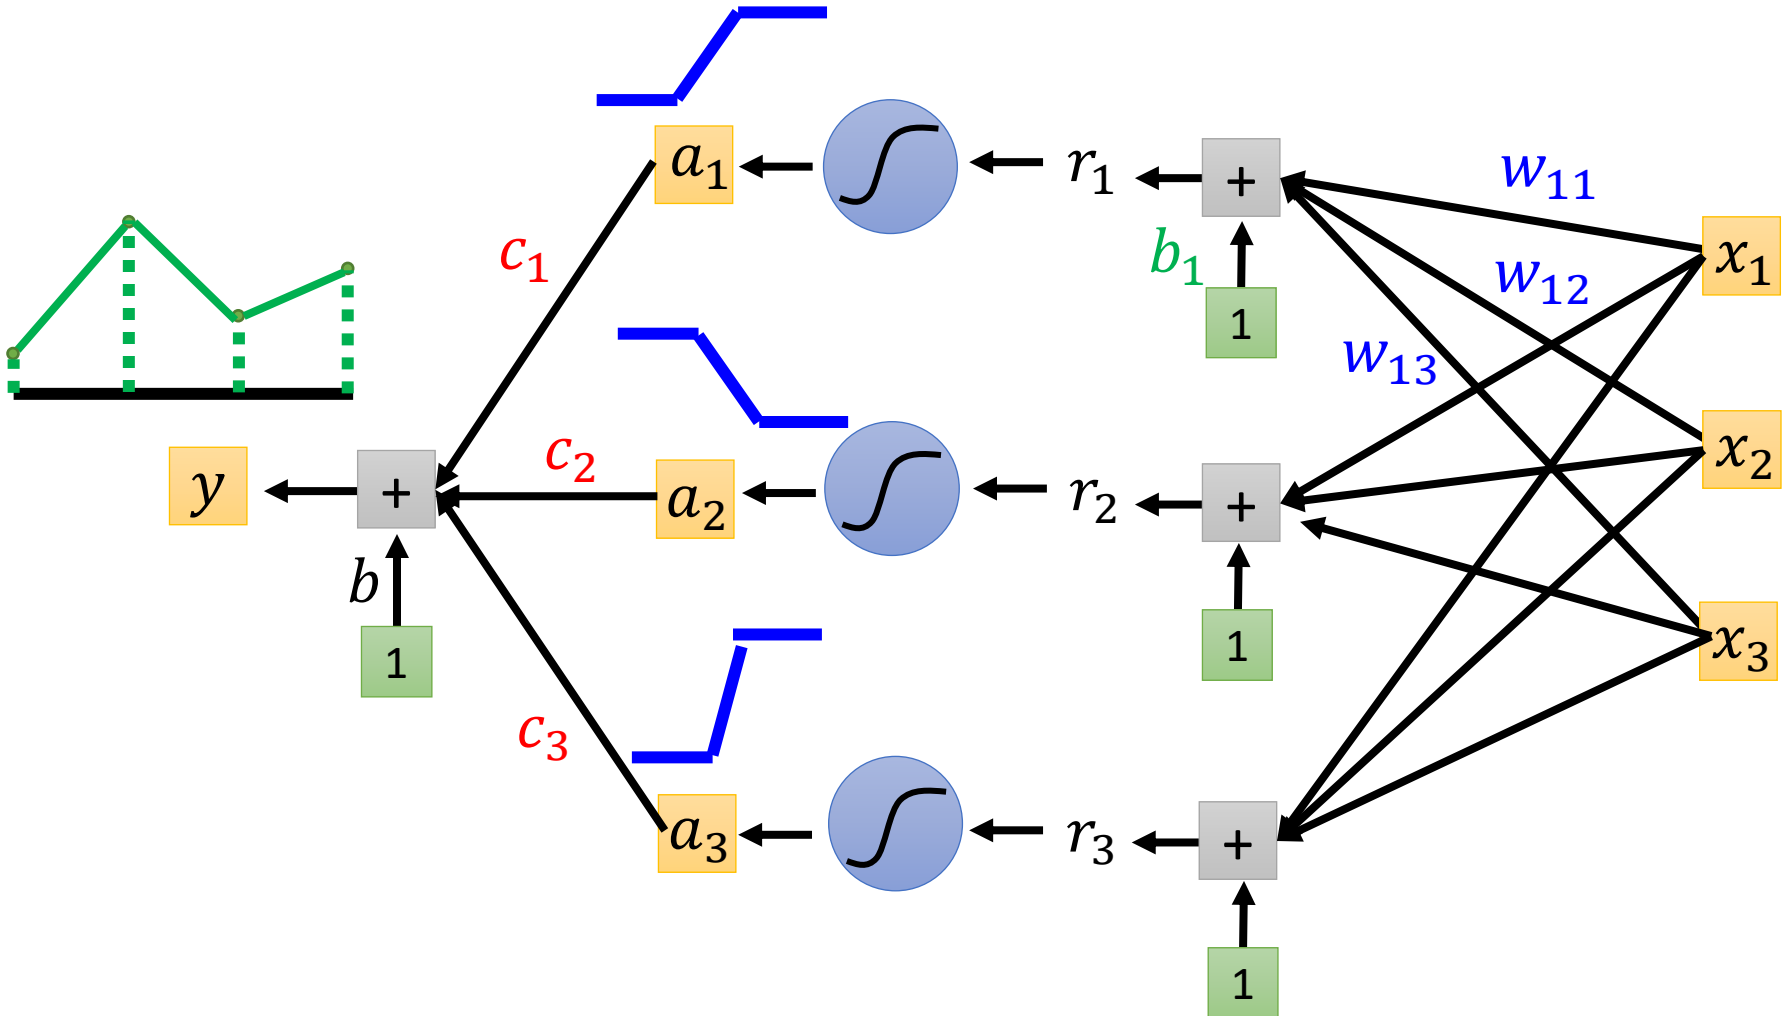 a₁
+
r₁
w₁₁
c₁
b₁
x₁
w₁₂
1
w₁₃
c₂
x₂
y
+
a₂
r₂
+
b
1
1
x₃
c₃
a₃
r₃
+
1